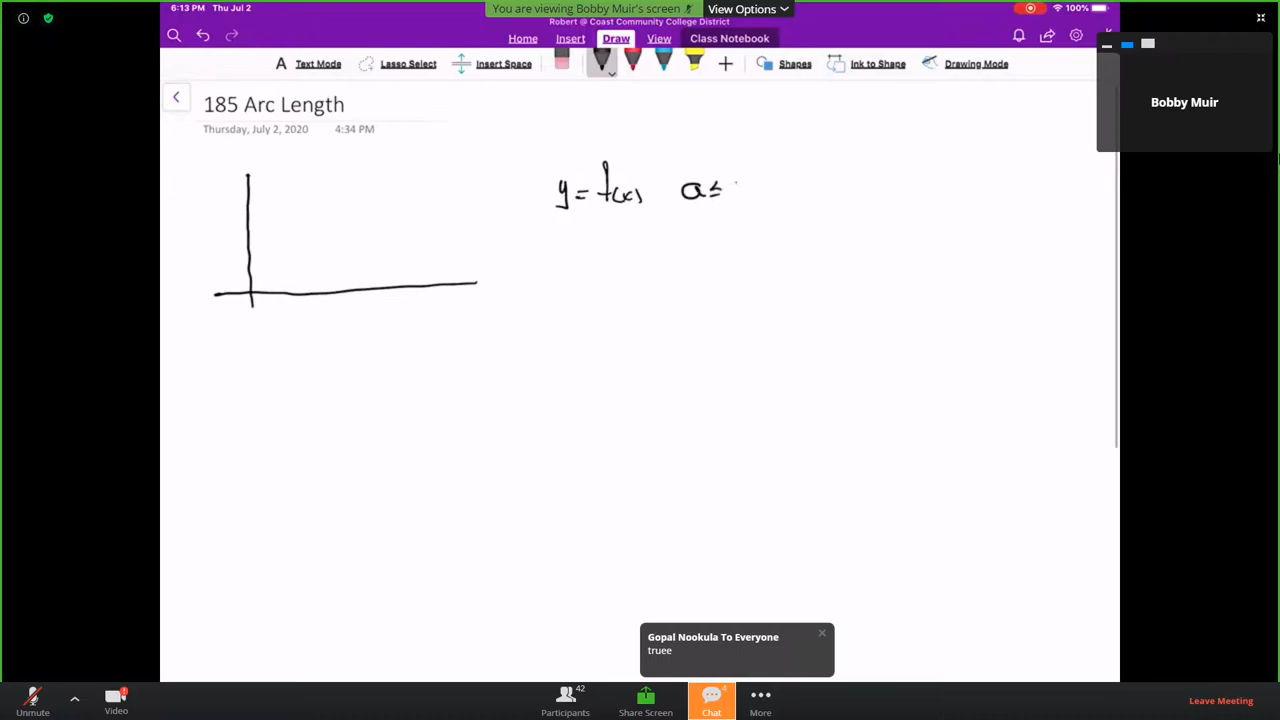 6:13 PM Thu Jul 2
You are viewing Bobby Muir's screen
View Options
100%
Robert @ Coast Community College District
Home Insert Draw View Class Notebook
A Text Mode Lasso Select Insert Space Shapes Ink to Shape Drawing Mode
Bobby Muir
185 Arc Length
Thursday, July 2, 2020 4:34 PM
y = f(x) a ≤
Gopal Nookula To Everyone
truee
Unmute
Video
Participants 42
Share Screen
Chat 4
More
Leave Meeting